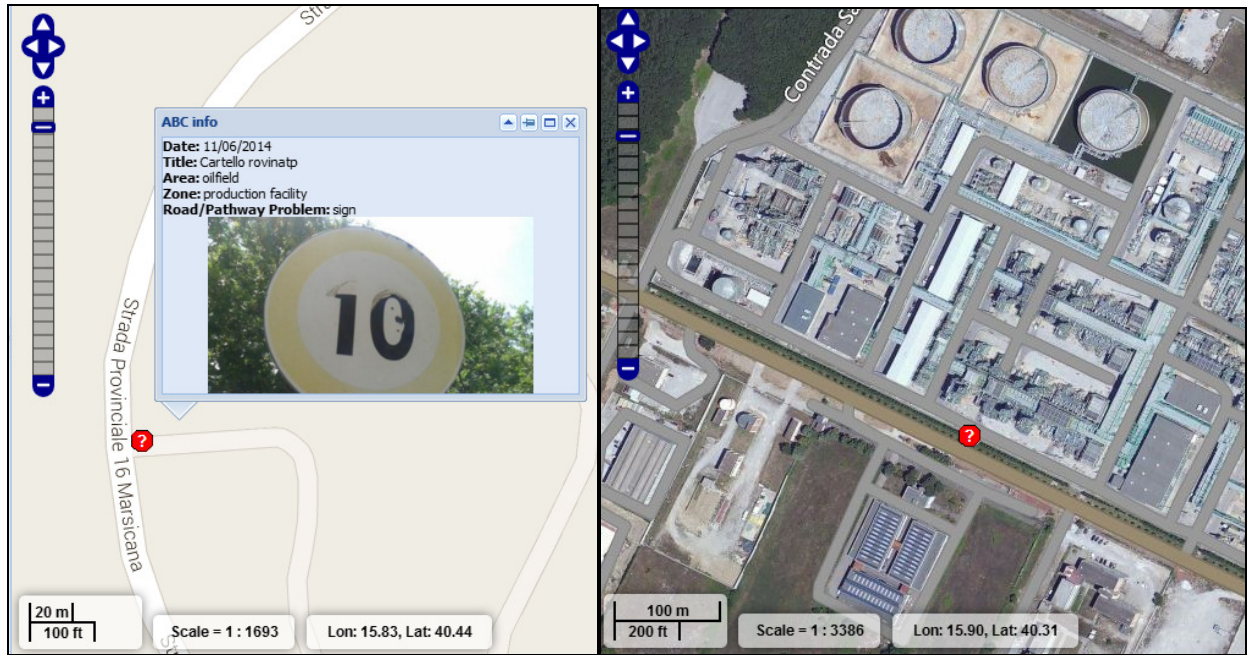 Stra
ABC info
Date: 11/06/2014
Title: Cartello rovinatp
Area: oilfield
Zone: production facility
Road/Pathway Problem: sign
10
Strada Provinciale 16 Marsicana
?
Str
20 m
100 ft
Scale = 1 : 1693
Lon: 15.83, Lat: 40.44
Contrada Sa
?
100 m
200 ft
Scale = 1 : 3386
Lon: 15.90, Lat: 40.31